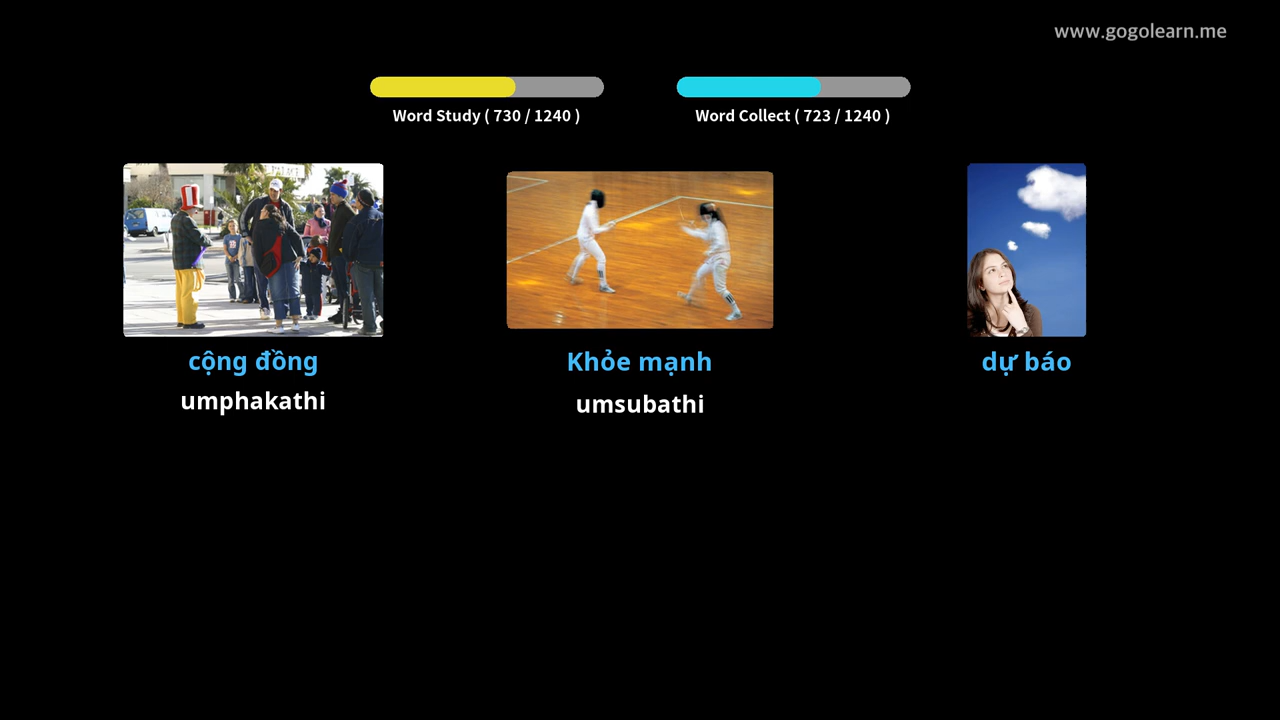 www.gogolearn.me
Word Study ( 730 / 1240 )
Word Collect ( 723 / 1240 )
cộng đồng
umphakathi
Khỏe mạnh
umsubathi
dự báo